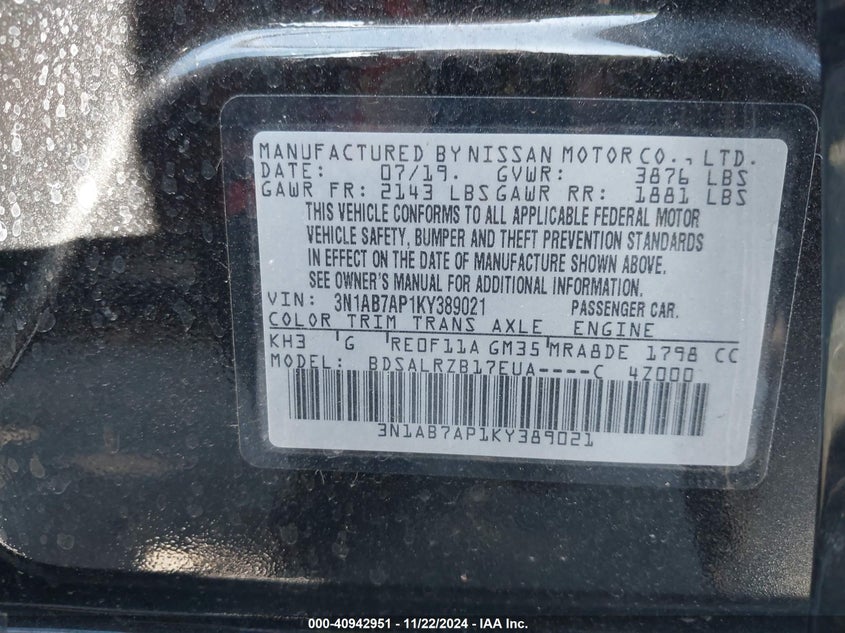 MANUFACTURED BY NISSAN MOTOR CO., LTD.
DATE: 07/19. GVWR: 3876 LBS
GAWR FR: 2143 LBS GAWR RR: 1881 LBS
THIS VEHICLE CONFORMS TO ALL APPLICABLE FEDERAL MOTOR
VEHICLE SAFETY, BUMPER AND THEFT PREVENTION STANDARDS
IN EFFECT ON THE DATE OF MANUFACTURE SHOWN ABOVE.
SEE OWNER'S MANUAL FOR ADDITIONAL INFORMATION.
VIN: 3N1AB7AP1KY389021 PASSENGER CAR.
COLOR TRIM TRANS AXLE ENGINE
KH3 G RE0F11A GM35 MRA8DE 1798 CC
MODEL: BDSALRZB17EUA----C 4Z000
3N1AB7AP1KY389021
000-40942951 - 11/22/2024 - IAA Inc.